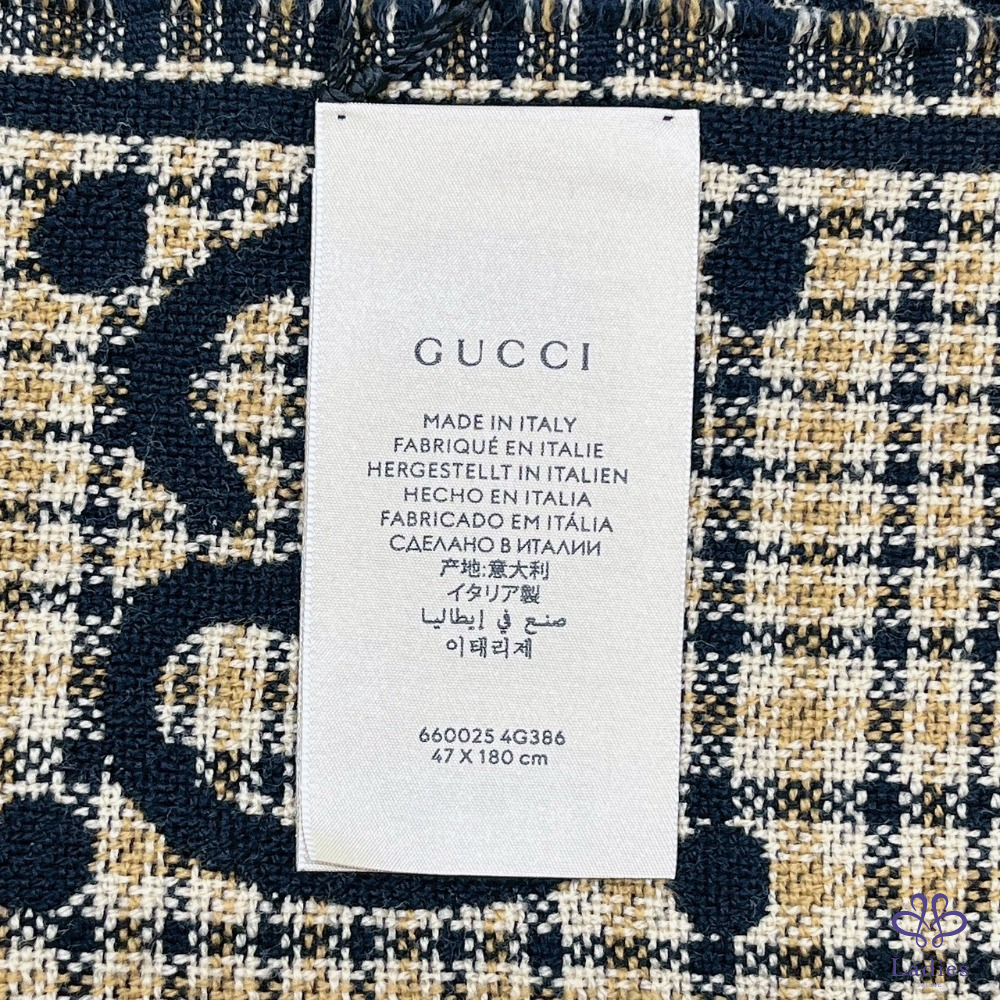 GUCCI
MADE IN ITALY
FABRIQUÉ EN ITALIE
HERGESTELLT IN ITALIEN
HECHO EN ITALIA
FABRICADO EM ITÁLIA
СДЕЛАНО В ИТАЛИИ
产地:意大利
イタリア製
صنع في إيطاليا
이태리제
660025 4G386
47 X 180 cm
Ladies